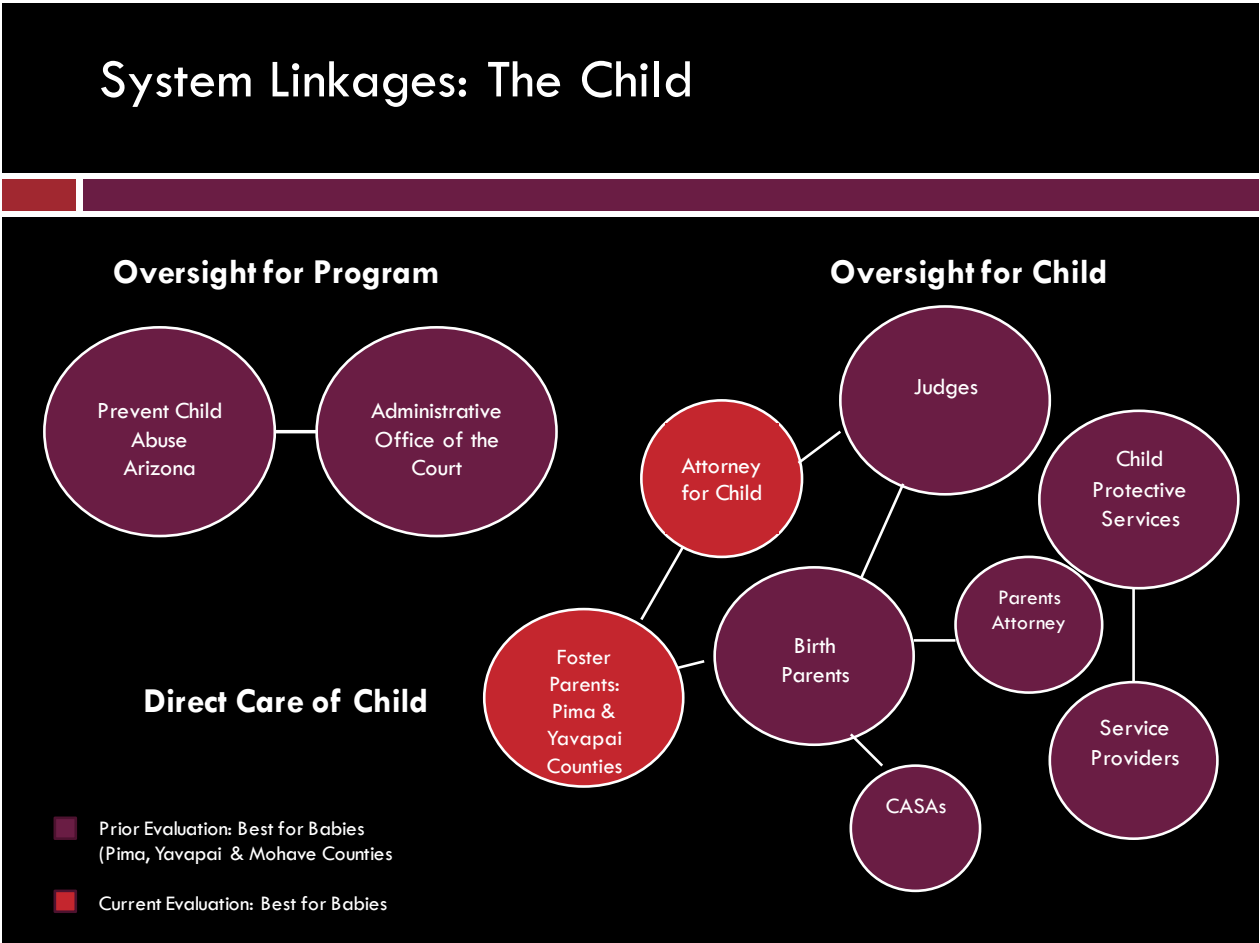 System Linkages: The Child
Oversight for Program
Oversight for Child
Prevent Child
Abuse
Arizona
Administrative
Office of the
Court
Judges
Attorney
for Child
Child
Protective
Services
Parents
Attorney
Birth
Parents
Foster
Parents:
Pima &
Yavapai
Counties
Direct Care of Child
Service
Providers
CASAs
Prior Evaluation: Best for Babies
(Pima, Yavapai & Mohave Counties
Current Evaluation: Best for Babies